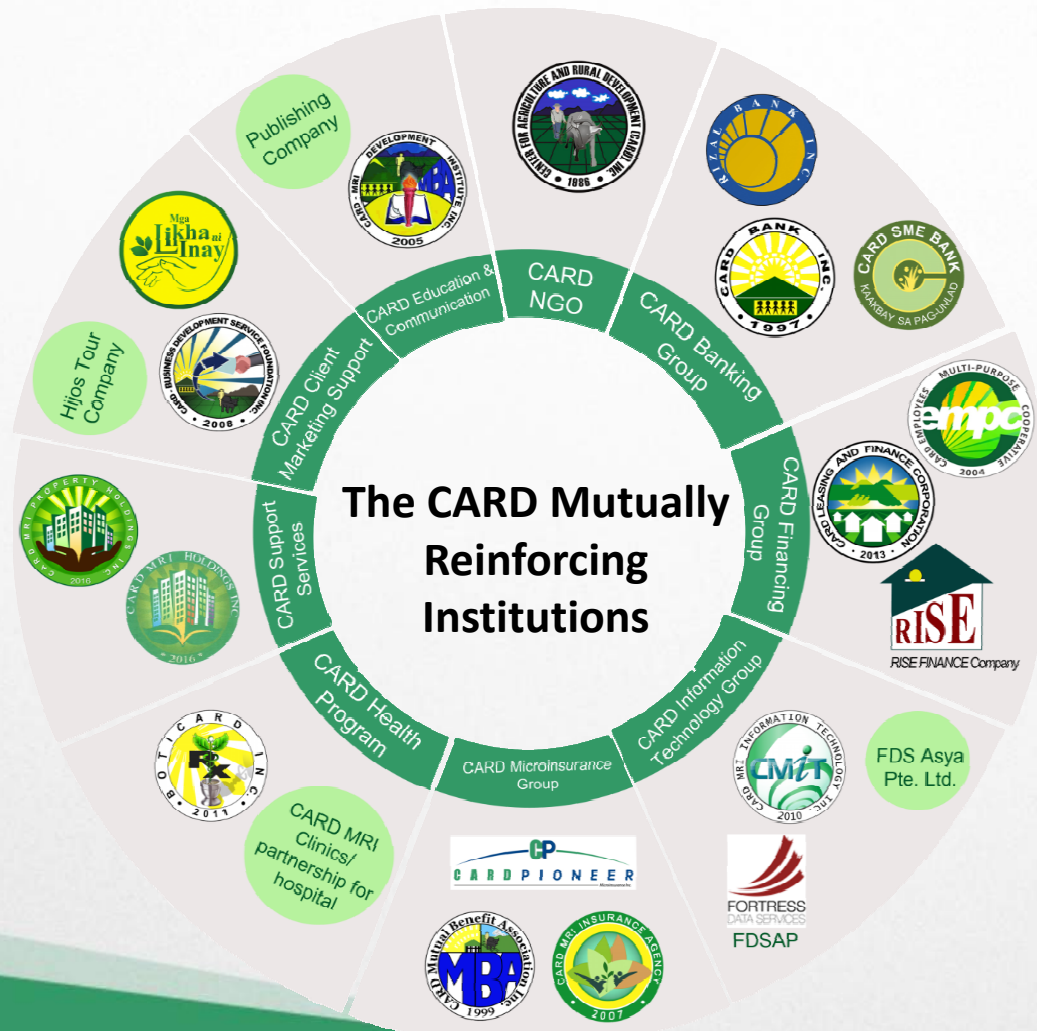 The CARD Mutually
Reinforcing
Institutions
CARD
NGO
CENTER FOR AGRICULTURE AND RURAL DEVELOPMENT (CARD), INC.
• 1986 •
CARD Banking
Group
RIZAL BANK INC.
CARD BANK INC.
• 1997 •
CARD SME BANK
KAAKBAY SA PAG-UNLAD
CARD Financing
Group
CARD EMPLOYEES MULTI-PURPOSE COOPERATIVE
empc
2004
CARD LEASING AND FINANCE CORPORATION
• 2013 •
RISE
RISE FINANCE Company
CARD Information
Technology Group
CARD MRI INFORMATION TECHNOLOGY INC.
CMiT
2010
FDS Asya
Pte. Ltd.
FORTRESS
DATA SERVICES
FDSAP
CARD Microinsurance
Group
CP
CARDPIONEER
CARD Mutual Benefit Association Inc.
MBA
1999
CARD MRI INSURANCE AGENCY
• 2007 •
CARD Health
Program
BOTICARD INC.
RX
• 2011 •
CARD MRI
Clinics/
partnership for
hospital
CARD Support
Services
CARD MRI PROPERTY HOLDINGS INC
2016
CARD MRI HOLDINGS INC
• 2016 •
CARD Client
Marketing Support
Mga
Likha ni
Inay
Hijos Tour
Company
CARD - BUSINESS DEVELOPMENT SERVICE FOUNDATION INC.
• 2008 •
CARD Education &
Communication
Publishing
Company
CARD - MRI DEVELOPMENT INSTITUTE INC.
MBA
2005